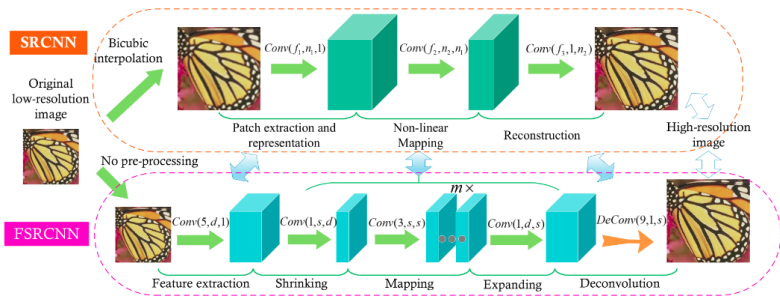 SRCNN
Bicubic
interpolation
Conv(f₁,n₁,1)
Conv(f₂,n₂,n₁)
Conv(f₃,1,n₂)
Original
low-resolution
image
Patch extraction and
representation
Non-linear
Mapping
Reconstruction
High-resolution
image
No pre-processing
m×
FSRCNN
Conv(5,d,1)
Conv(1,s,d)
Conv(3,s,s)
Conv(1,d,s)
DeConv(9,1,s)
Feature extraction
Shrinking
Mapping
Expanding
Deconvolution